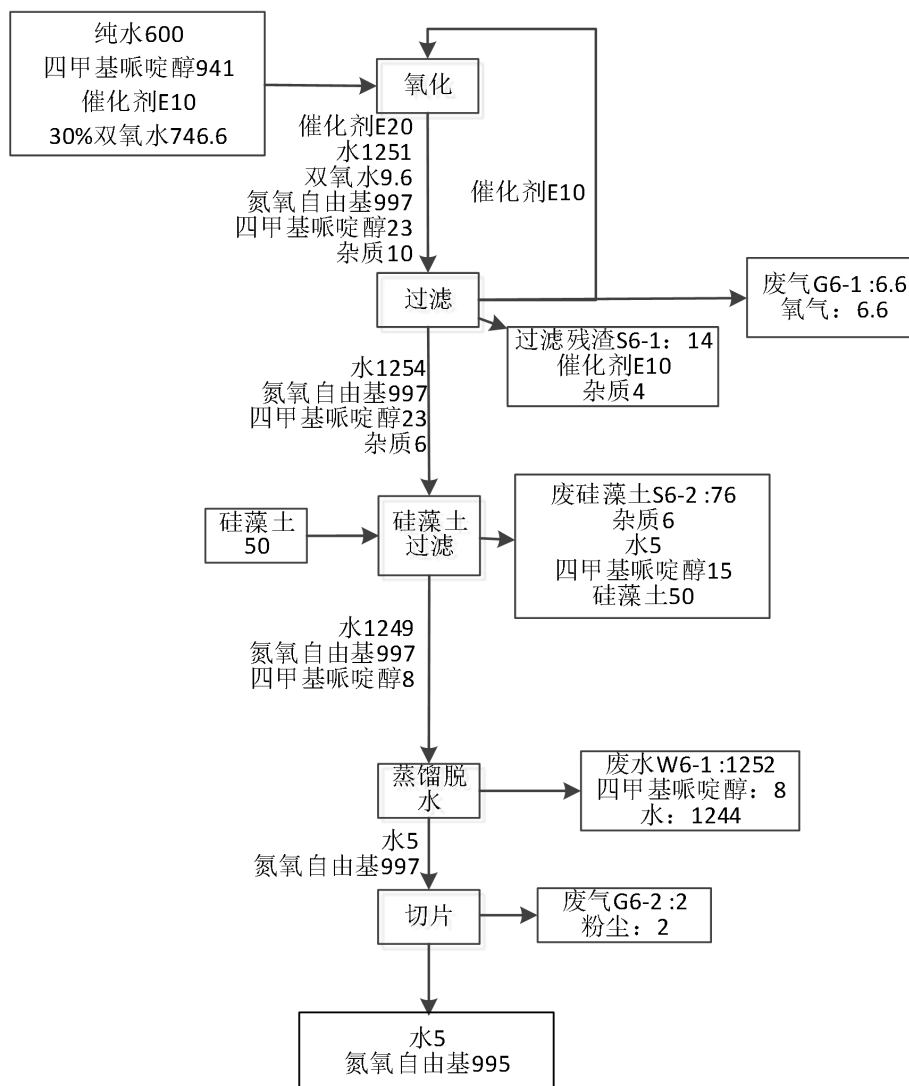 纯水600
四甲基哌啶醇941
催化剂E10
30%双氧水746.6
氧化
催化剂E20
水1251
双氧水9.6
氮氧自由基997
四甲基哌啶醇23
杂质10
催化剂E10
过滤
废气G6-1 :6.6
氧气：6.6
过滤残渣S6-1：14
催化剂E10
杂质4
水1254
氮氧自由基997
四甲基哌啶醇23
杂质6
硅藻土
50
硅藻土
过滤
废硅藻土S6-2 :76
杂质6
水5
四甲基哌啶醇15
硅藻土50
水1249
氮氧自由基997
四甲基哌啶醇8
蒸馏脱
水
废水W6-1 :1252
四甲基哌啶醇：8
水：1244
水5
氮氧自由基997
切片
废气G6-2 :2
粉尘：2
水5
氮氧自由基995